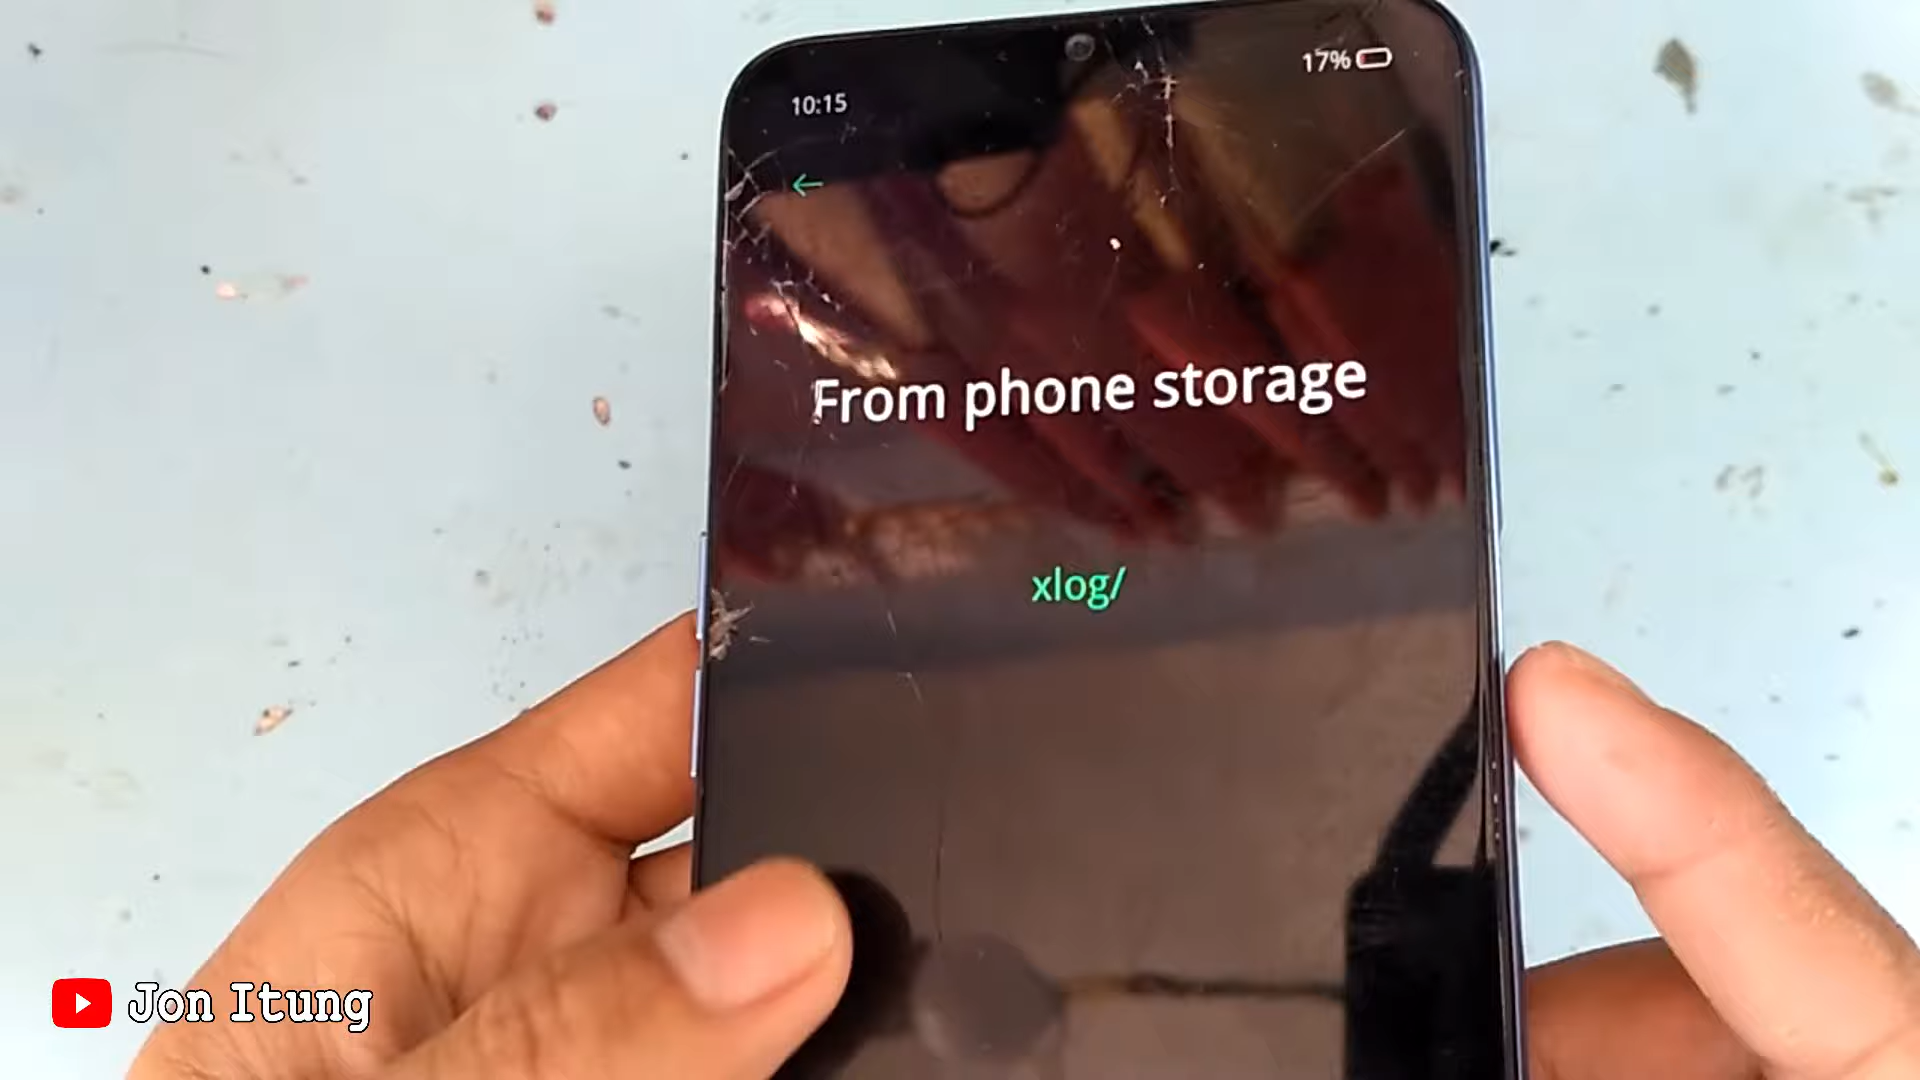 10:15
17%
←
From phone storage
xlog/
Jon Itung